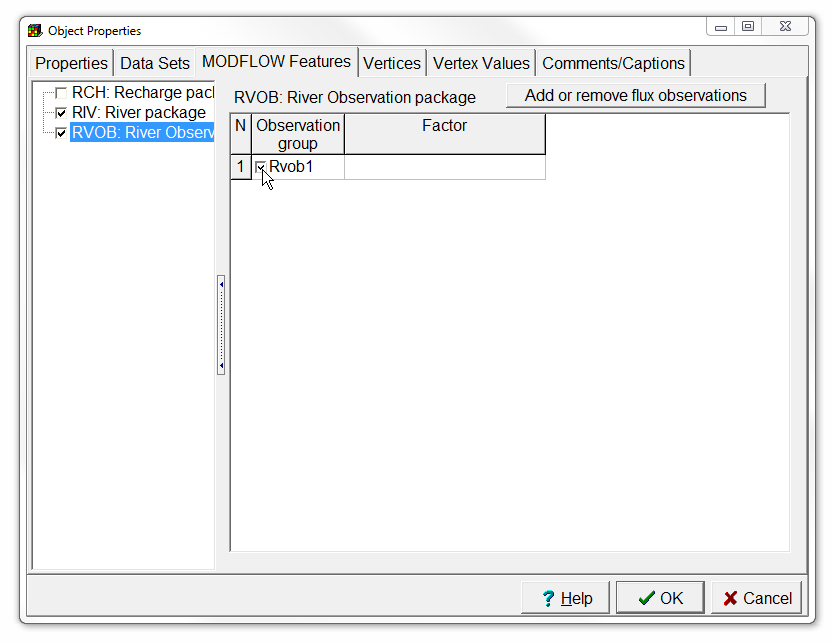 Object Properties
Properties Data Sets MODFLOW Features Vertices Vertex Values Comments/Captions
RCH: Recharge pac
RIV: River package
RVOB: River Observ
RVOB: River Observation package
Add or remove flux observations
N Observation group Factor
1 Rvob1
? Help OK Cancel